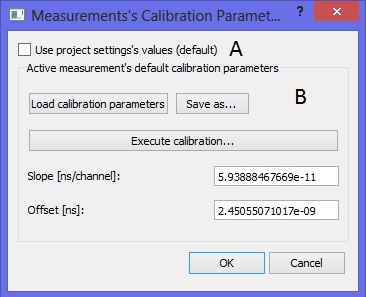 Measurements's Calibration Paramet... ?
Use project settings's values (default) A
Active measurement's default calibration parameters
Load calibration parameters Save as... B
Execute calibration...
Slope [ns/channel]: 5.93888467669e-11
Offset [ns]: 2.45055071017e-09
OK Cancel